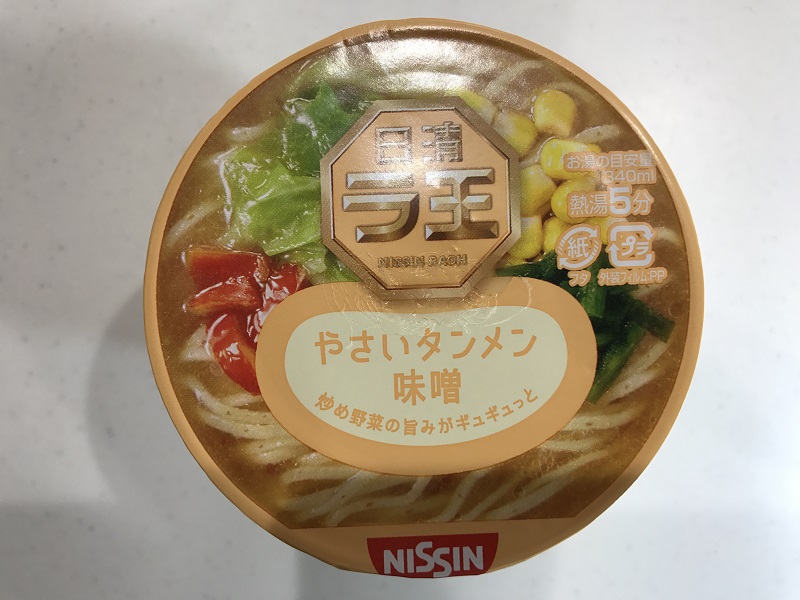 日清
ラ王
NISSIN RAOH
お湯の目安量
340ml
熱湯5分
紙
プラ
フタ 外装フィルム:PP
やさいタンメン
味噌
炒め野菜の旨みがギュギュっと
NISSIN